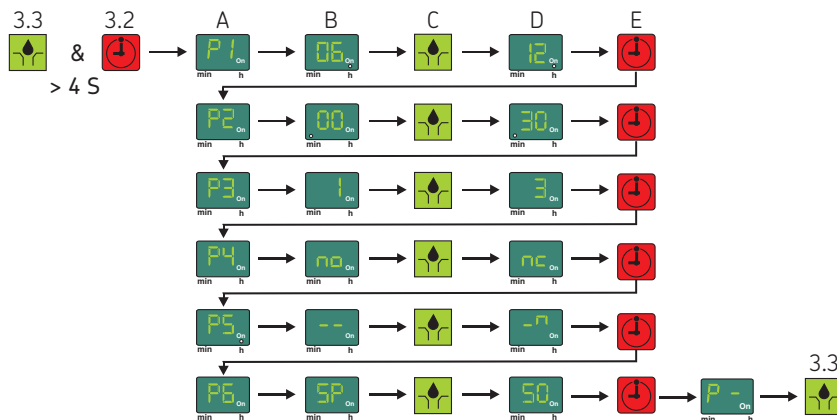 3.3 3.2 A B C D E
& P1 On 06 On 12 On
min h min h min h
> 4 S
P2 On 00 On 30 On
min h min h min h
P3 On 1 On 3 On
min h min h min h
P4 On no On nc On
min h min h min h
P5 On -- On -n On
min h min h min h
3.3
P6 On SP On SO On P - On
min h min h min h min h